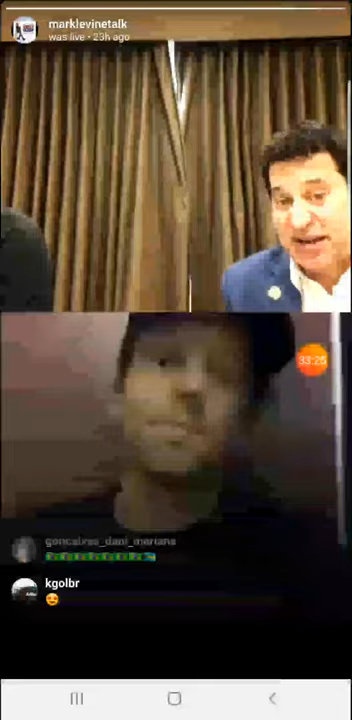 marklevinetalk
was live • 23h ago
33:25
goncalves_dani_mariana
kgolbr